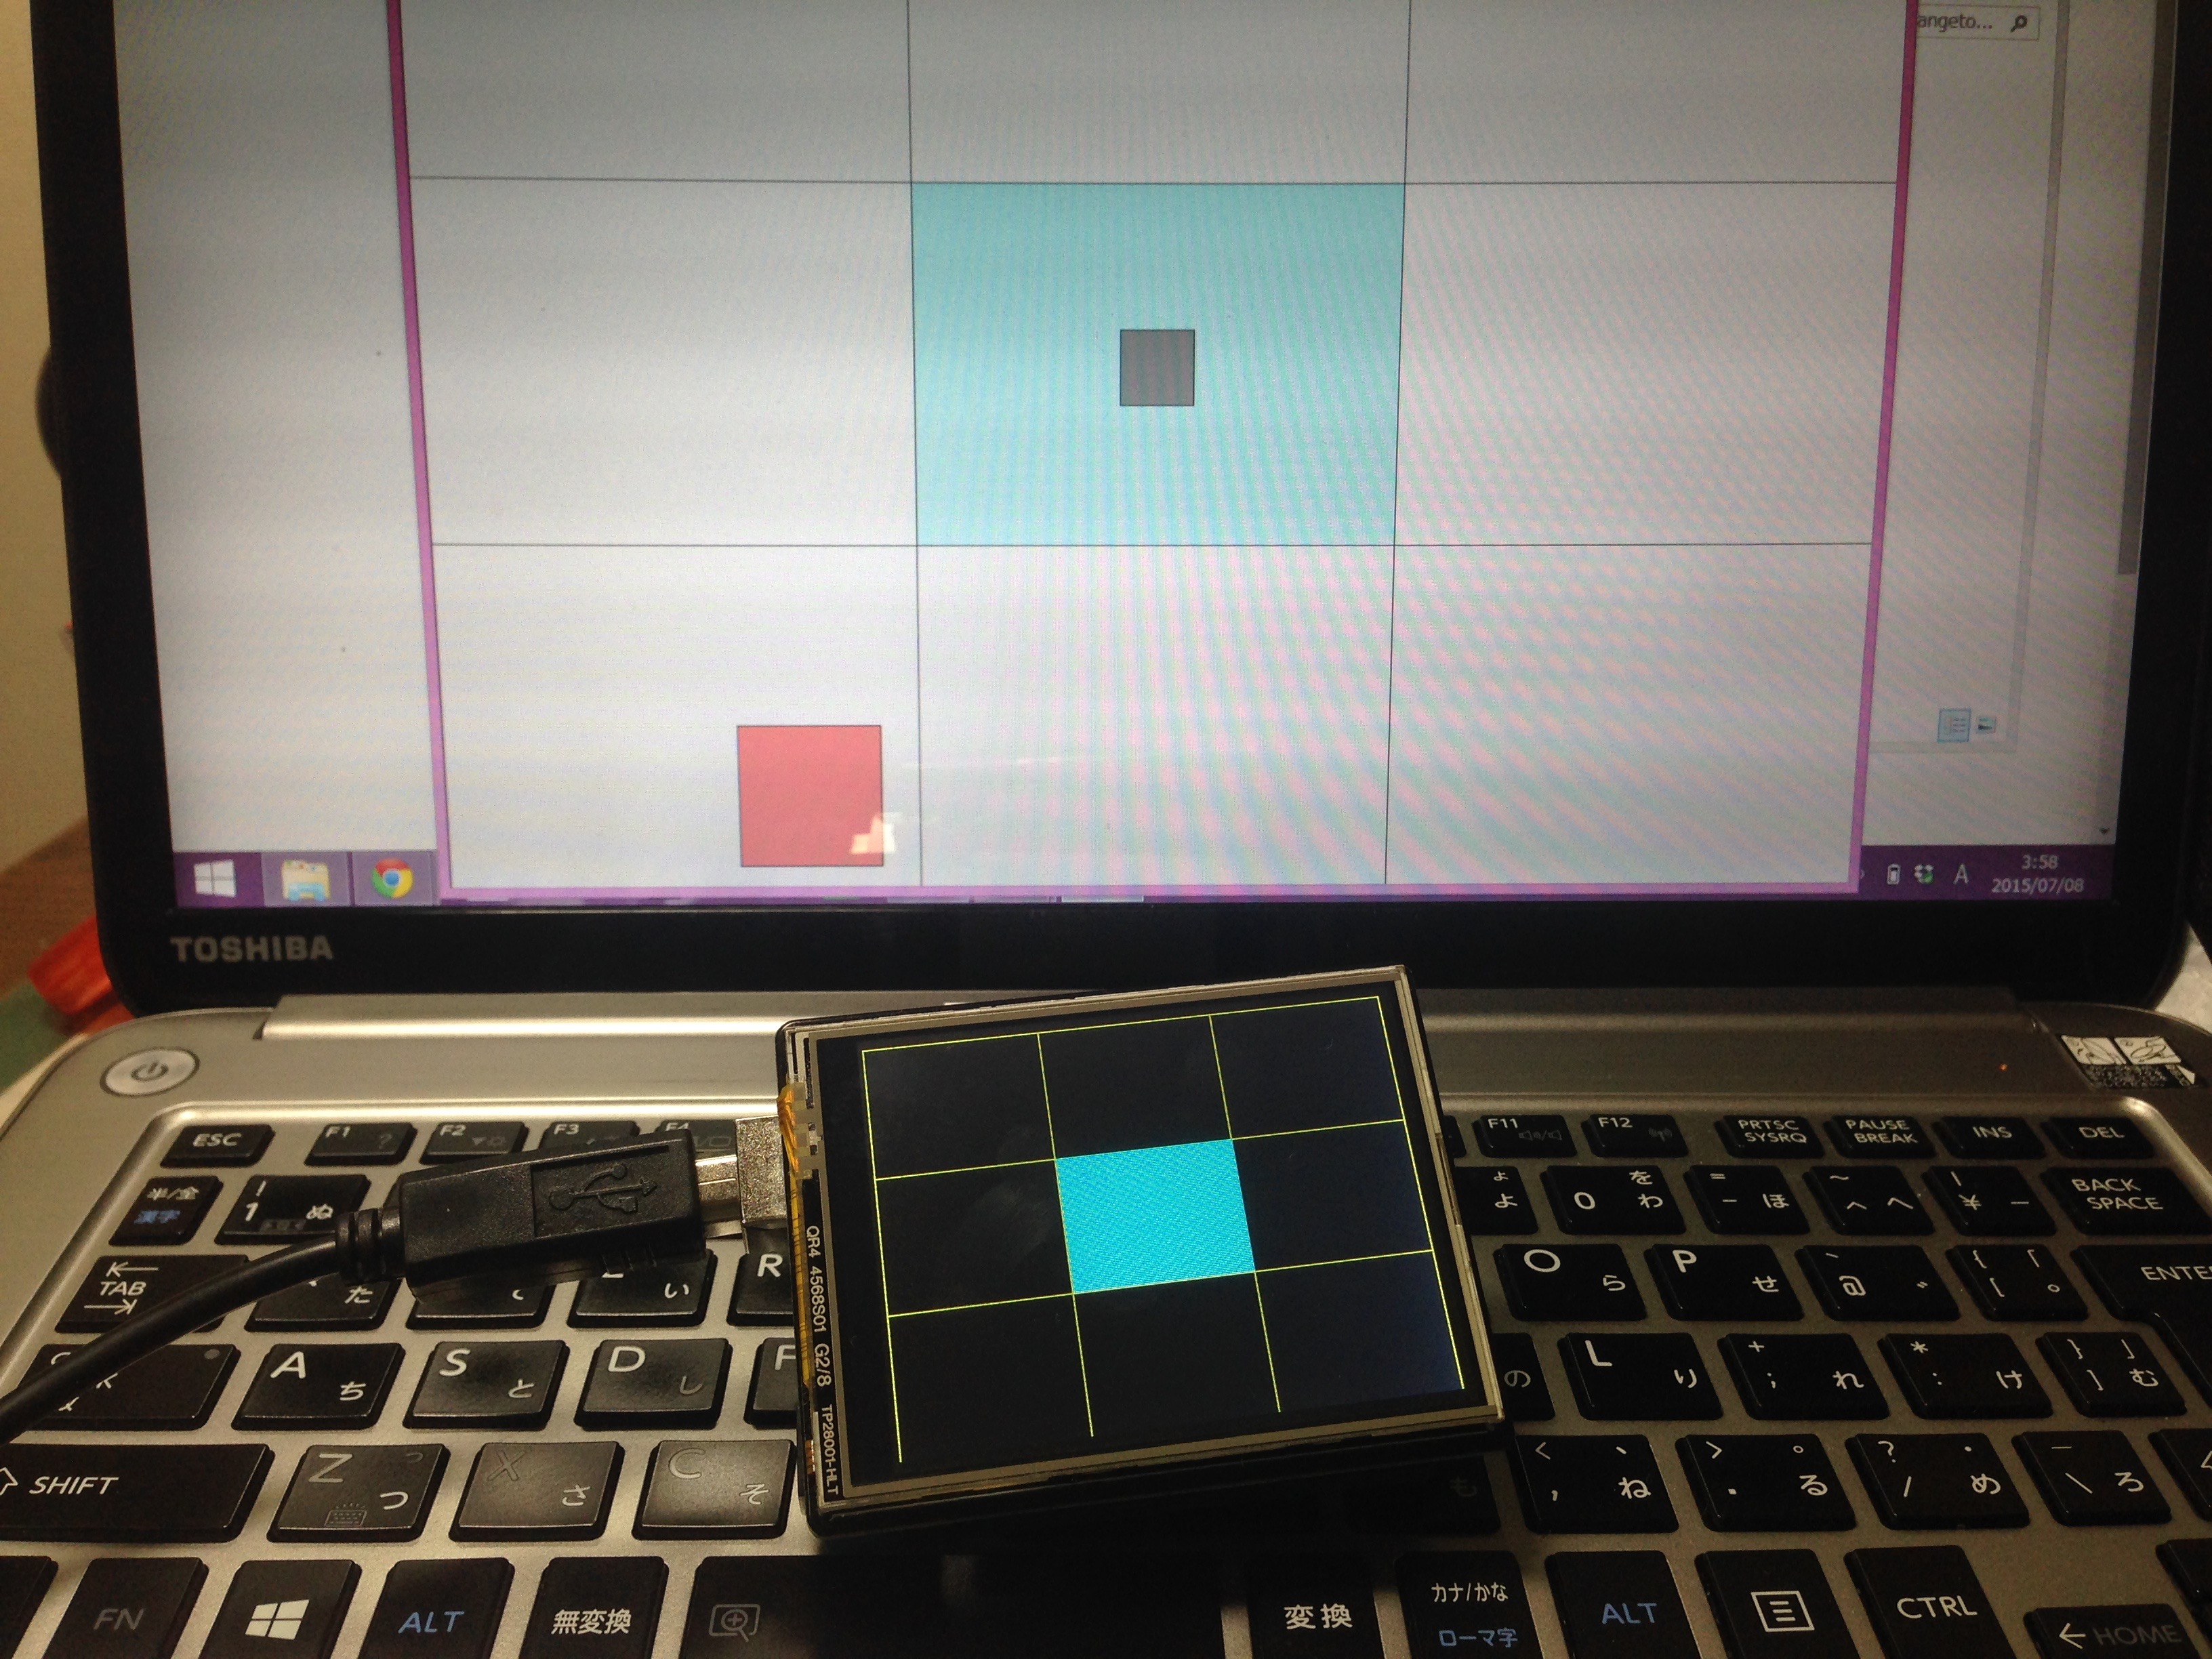 angeto...
3:58
A
2015/07/08
TOSHIBA
ESC
F1 ?
F2
F3
F4
F11
F12
PRTSC
SYSRQ
PAUSE
BREAK
INS
DEL
半/全
漢字
!
1 ぬ
ょ
よ
を
0 わ
=
- ほ
~
^ へ
|
¥ ー
BACK
SPACE
TAB
た
い
R
O ら
P せ
@ ゛
{ 「
[ 。
ENTER
A ち
S と
D し
F
の
L り
+
; れ
*
: け
} 」
] む
SHIFT
Z っ
つ
X さ
C そ
も
< 、
, ね
> 。
. る
? ・
/ め
_
\ ろ
FN
ALT
無変換
変換
カナ/かな
ローマ字
ALT
CTRL
←HOME
QR4 4568S01 G2/8 TP28001-HLT